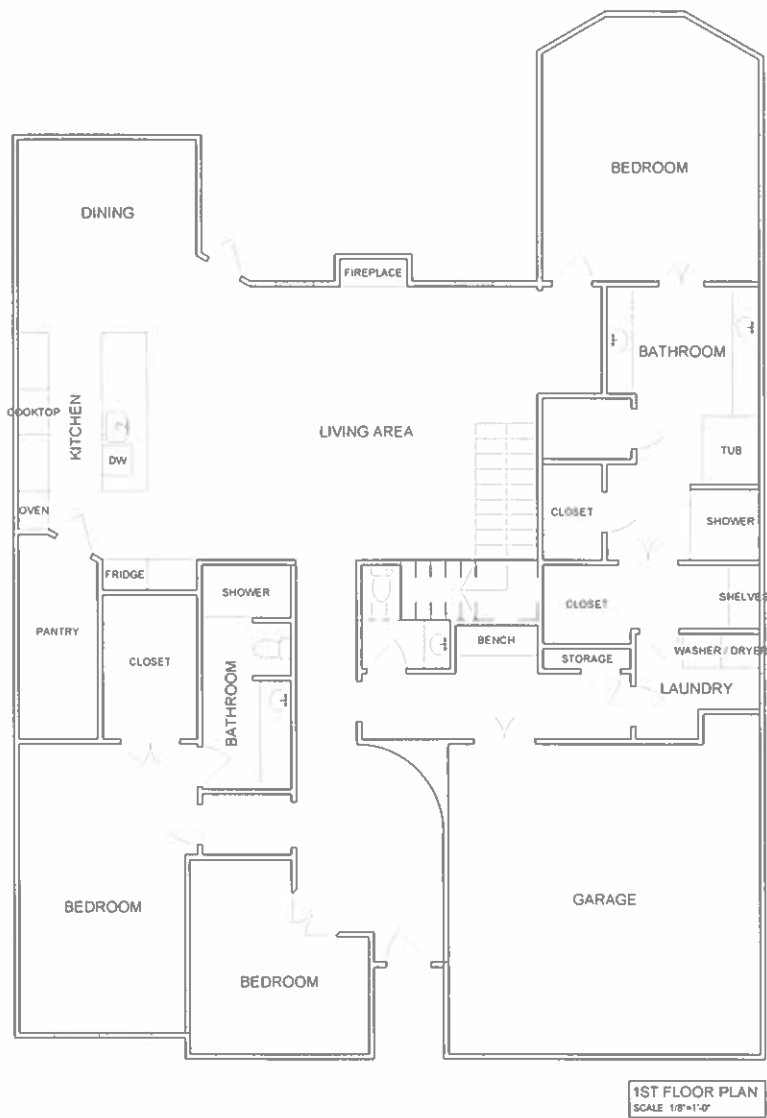 BEDROOM
DINING
FIREPLACE
BATHROOM
COOKTOP
KITCHEN
LIVING AREA
DW
TUB
OVEN
CLOSET
SHOWER
FRIDGE
SHOWER
CLOSET
SHELVES
PANTRY
BENCH
CLOSET
STORAGE
WASHER / DRYER
BATHROOM
LAUNDRY
BEDROOM
GARAGE
BEDROOM
1ST FLOOR PLAN
SCALE 1/8"=1'-0"